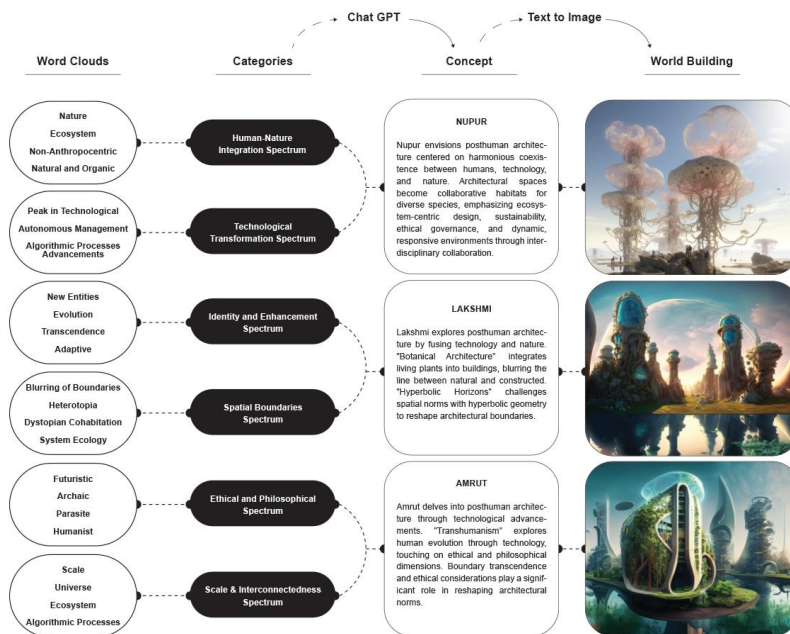 Chat GPT
Text to Image
Word Clouds
Categories
Concept
World Building
Nature
Ecosystem
Non-Anthropocentric
Natural and Organic
Human-Nature
Integration Spectrum
Peak in Technological
Autonomous Management
Algorithmic Processes
Advancements
Technological
Transformation Spectrum
NUPUR
Nupur envisions posthuman architec-
ture centered on harmonious coexist-
ence between humans, technology,
and nature. Architectural spaces
become collaborative habitats for
diverse species, emphasizing ecosys-
tem-centric design, sustainability,
ethical governance, and dynamic,
responsive environments through inter-
disciplinary collaboration.
New Entities
Evolution
Transcendence
Adaptive
Identity and Enhancement
Spectrum
Blurring of Boundaries
Heterotopia
Dystopian Cohabitation
System Ecology
Spatial Boundaries
Spectrum
LAKSHMI
Lakshmi explores posthuman architec-
ture by fusing technology and nature.
"Botanical Architecture" integrates
living plants into buildings, blurring the
line between natural and constructed.
"Hyperbolic Horizons" challenges
spatial norms with hyperbolic geometry
to reshape architectural boundaries.
Futuristic
Archaic
Parasite
Humanist
Ethical and Philosophical
Spectrum
Scale
Universe
Ecosystem
Algorithmic Processes
Scale & Interconnectedness
Spectrum
AMRUT
Amrut delves into posthuman architec-
ture through technological advance-
ments. "Transhumanism" explores
human evolution through technology,
touching on ethical and philosophical
dimensions. Boundary transcendence
and ethical considerations play a signif-
icant role in reshaping architectural
norms.